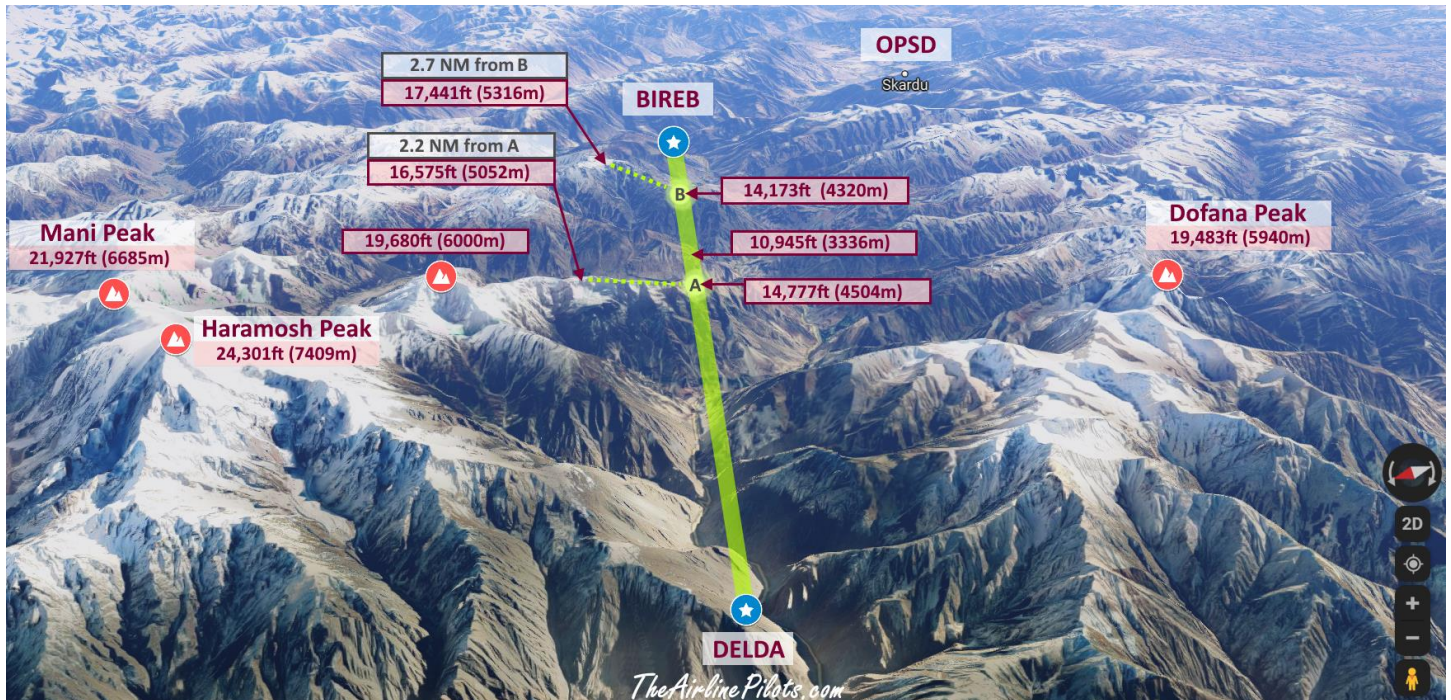 OPSD
Skardu
2.7 NM from B
17,441ft (5316m)
BIREB
2.2 NM from A
16,575ft (5052m)
B
14,173ft (4320m)
Mani Peak
21,927ft (6685m)
19,680ft (6000m)
10,945ft (3336m)
Dofana Peak
19,483ft (5940m)
A
14,777ft (4504m)
Haramosh Peak
24,301ft (7409m)
2D
DELDA
TheAirlinePilots.com